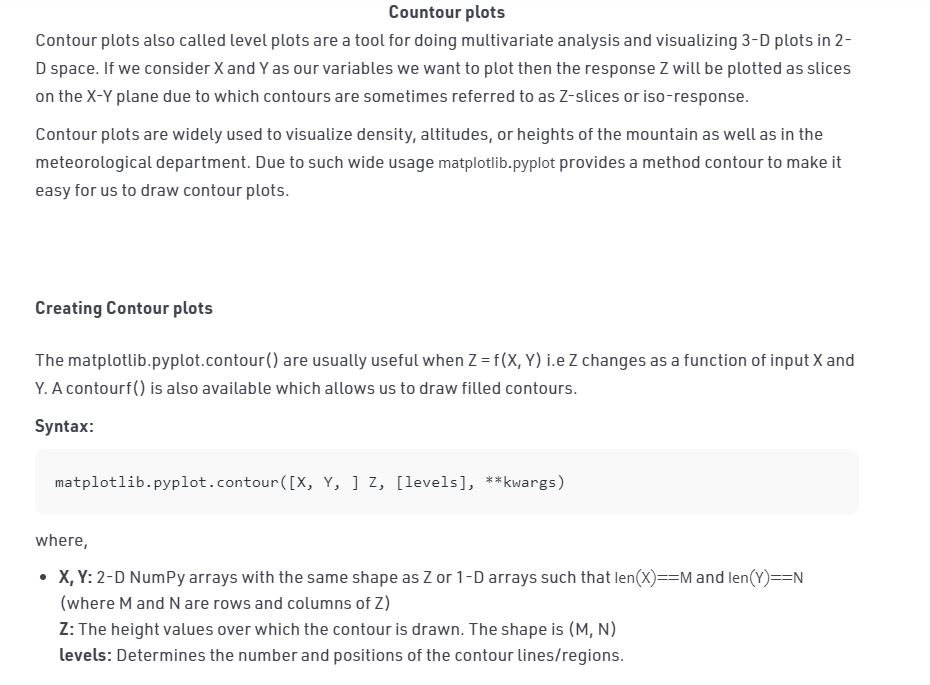 Countour plots
Contour plots also called level plots are a tool for doing multivariate analysis and visualizing 3-D plots in 2-
D space. If we consider X and Y as our variables we want to plot then the response Z will be plotted as slices
on the X-Y plane due to which contours are sometimes referred to as Z-slices or iso-response.
Contour plots are widely used to visualize density, altitudes, or heights of the mountain as well as in the
meteorological department. Due to such wide usage matplotlib.pyplot provides a method contour to make it
easy for us to draw contour plots.
Creating Contour plots
The matplotlib.pyplot.contour() are usually useful when Z = f(X, Y) i.e Z changes as a function of input X and
Y. A contourf() is also available which allows us to draw filled contours.
Syntax:
matplotlib.pyplot.contour([X, Y, ] Z, [levels], **kwargs)
where,
• X, Y: 2-D NumPy arrays with the same shape as Z or 1-D arrays such that len(X)==M and len(Y)==N
(where M and N are rows and columns of Z)
Z: The height values over which the contour is drawn. The shape is (M, N)
levels: Determines the number and positions of the contour lines/regions.